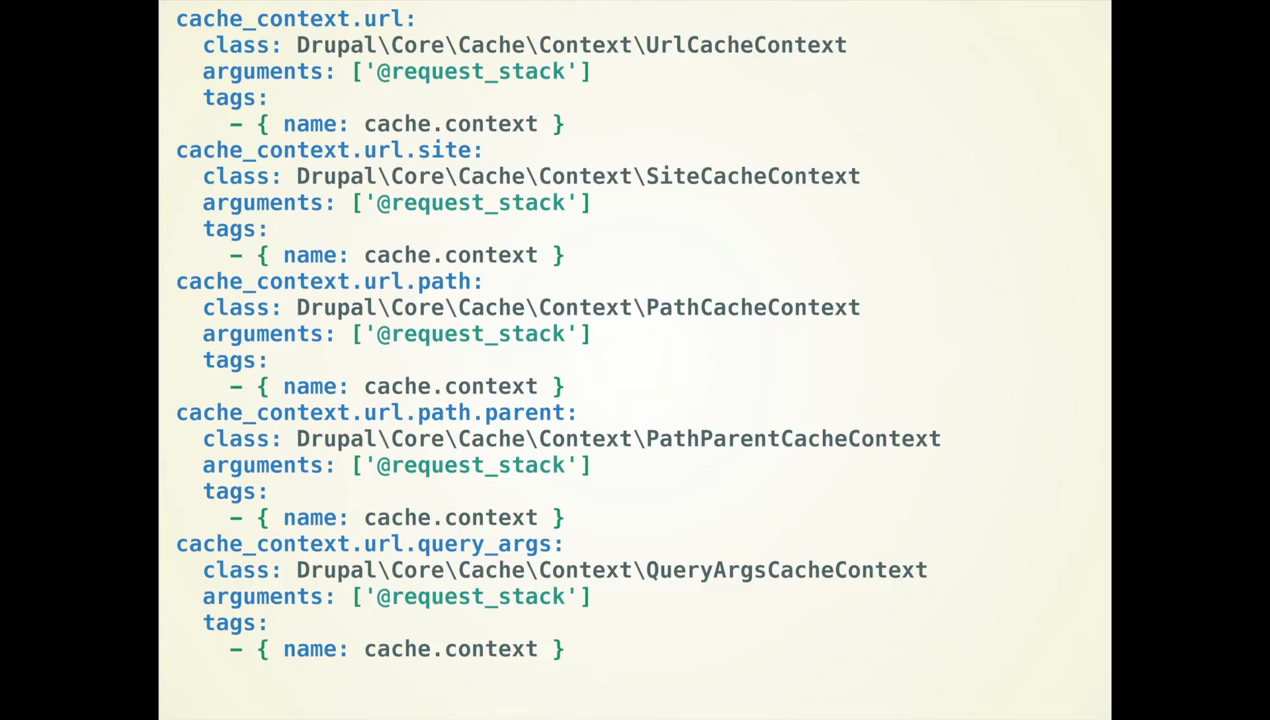 cache_context.url:
  class: Drupal\Core\Cache\Context\UrlCacheContext
  arguments: ['@request_stack']
  tags:
    - { name: cache.context }
cache_context.url.site:
  class: Drupal\Core\Cache\Context\SiteCacheContext
  arguments: ['@request_stack']
  tags:
    - { name: cache.context }
cache_context.url.path:
  class: Drupal\Core\Cache\Context\PathCacheContext
  arguments: ['@request_stack']
  tags:
    - { name: cache.context }
cache_context.url.path.parent:
  class: Drupal\Core\Cache\Context\PathParentCacheContext
  arguments: ['@request_stack']
  tags:
    - { name: cache.context }
cache_context.url.query_args:
  class: Drupal\Core\Cache\Context\QueryArgsCacheContext
  arguments: ['@request_stack']
  tags:
    - { name: cache.context }